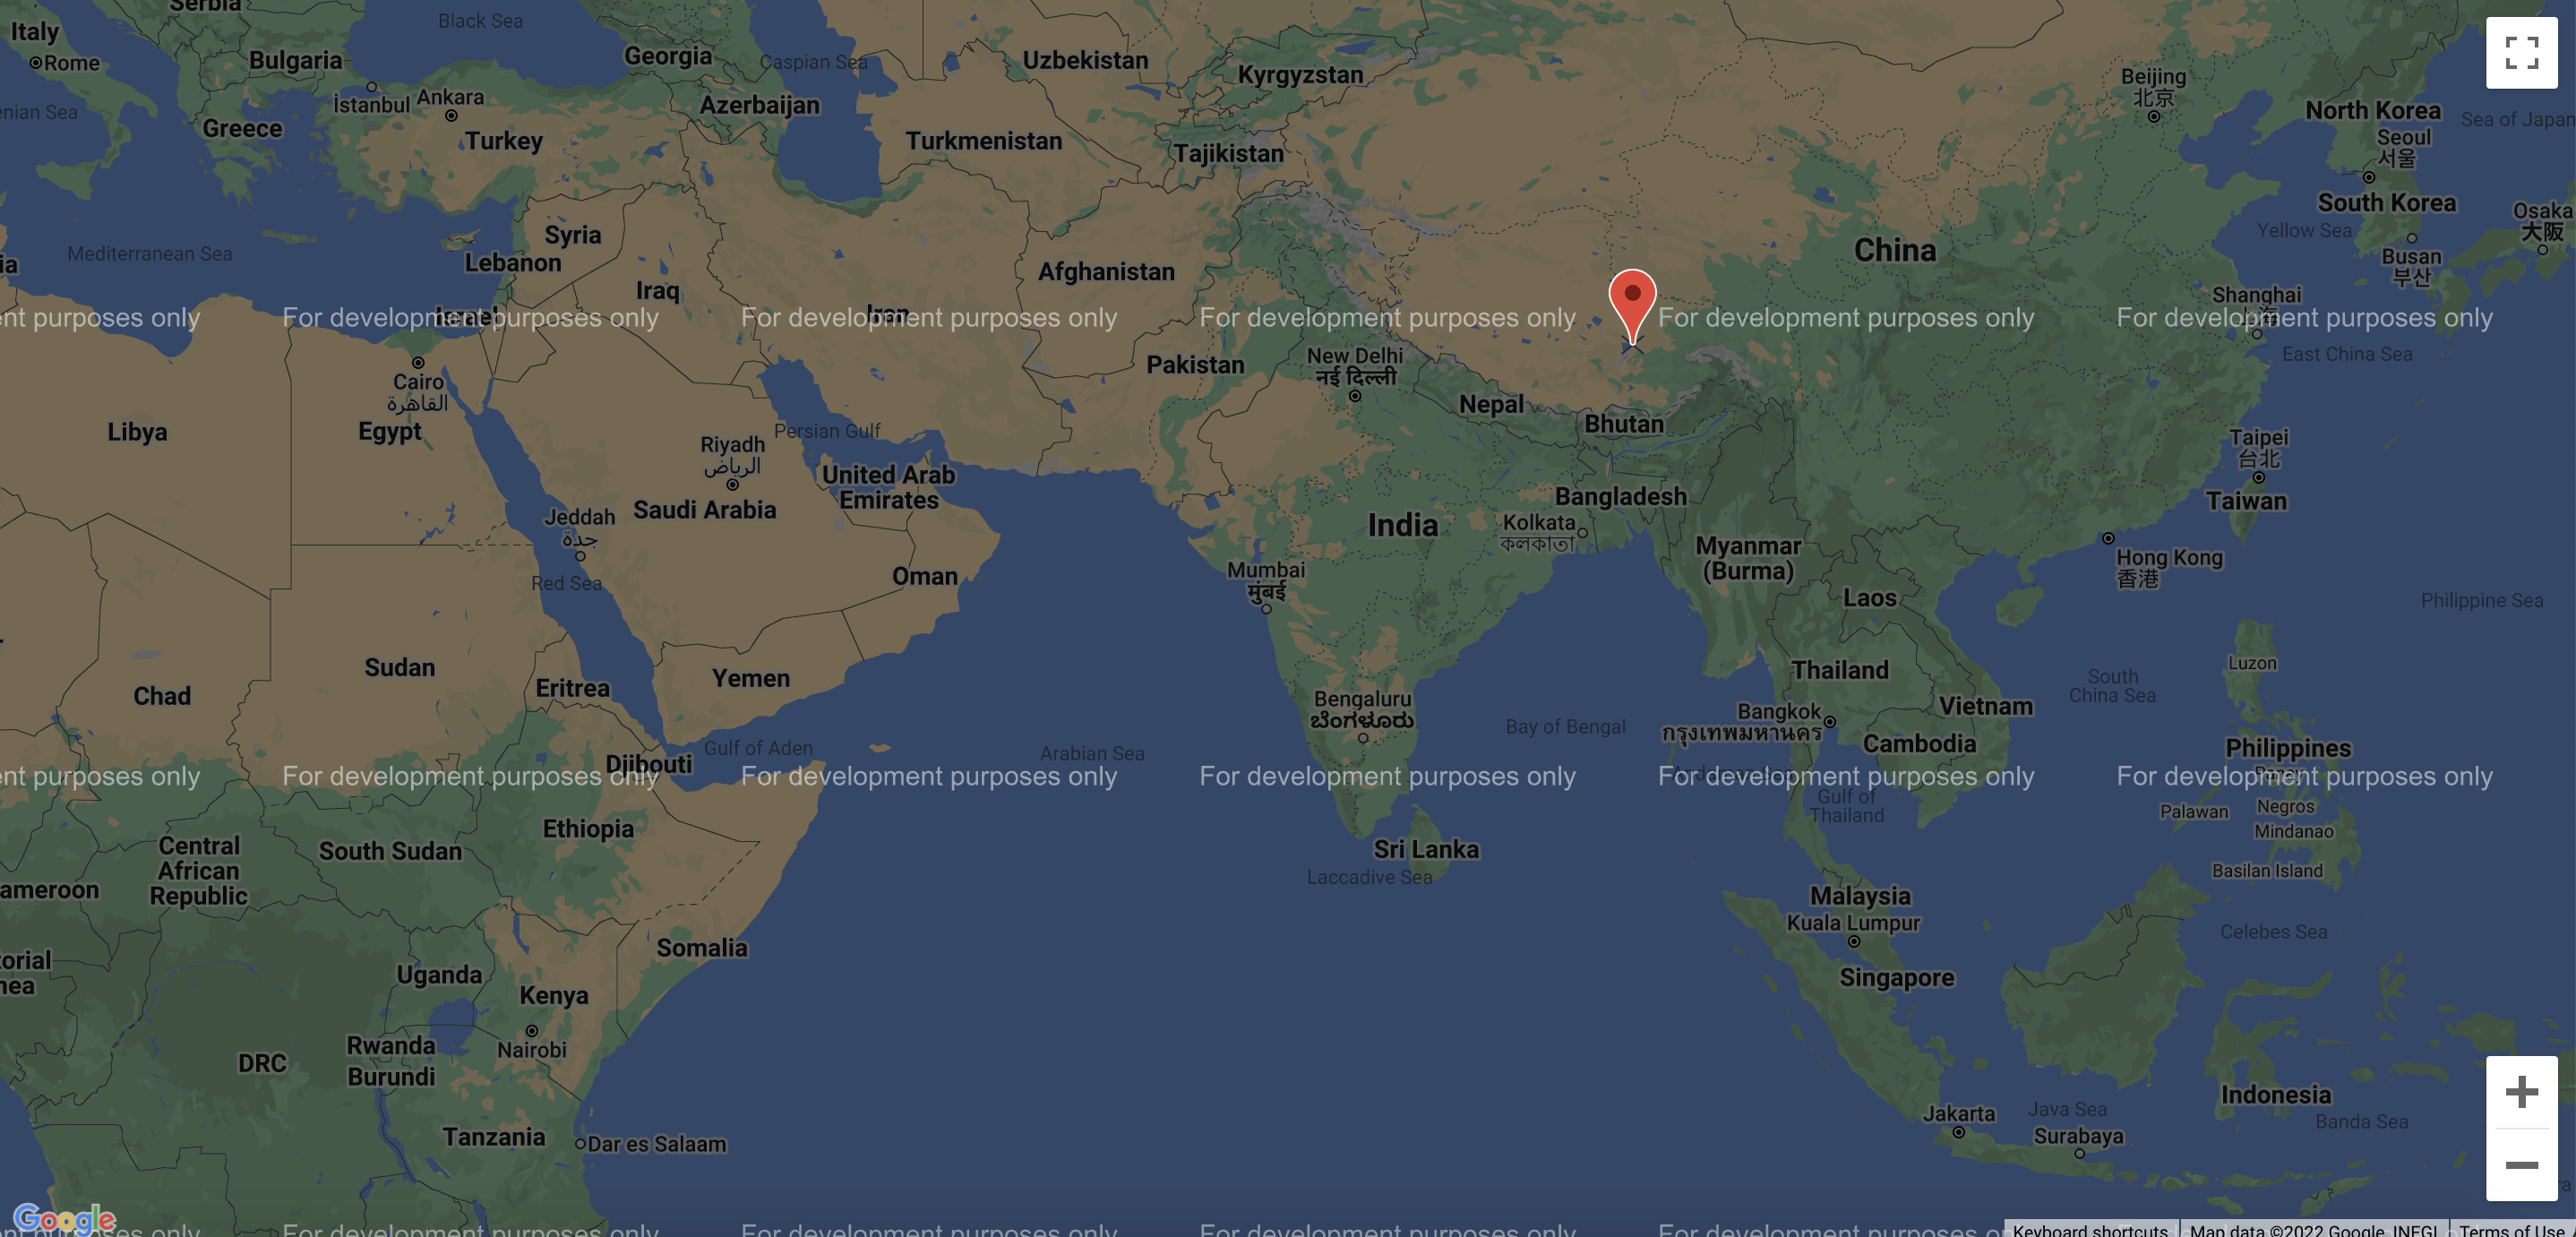 Serbia
Black Sea
Italy
Georgia
Bulgaria
Caspian Sea
Uzbekistan
Rome
Kyrgyzstan
Beijing
北京
İstanbul
Ankara
Azerbaijan
North Korea
enian Sea
Greece
Turkey
Turkmenistan
Sea of Japan
Tajikistan
Seoul
서울
South Korea
Osaka
大阪
Syria
Yellow Sea
Mediterranean Sea
China
Lebanon
Busan
부산
ia
Afghanistan
Iraq
Shanghai
上海
Israel
Iran
nt purposes only
For development purposes only
For development purposes only
For development purposes only
For development purposes only
For development purposes only
East China Sea
New Delhi
नई दिल्ली
Pakistan
Cairo
القاهرة
Nepal
Bhutan
Libya
Egypt
Persian Gulf
Riyadh
الرياض
Taipei
台北
United Arab
Emirates
Bangladesh
Taiwan
Saudi Arabia
Jeddah
جدة
India
Kolkata
কলকাতা
Myanmar
(Burma)
Hong Kong
香港
Oman
Mumbai
मुंबई
Red Sea
Laos
Philippine Sea
Sudan
Luzon
Thailand
Yemen
South
China Sea
Eritrea
Chad
Bengaluru
ಬೆಂಗಳೂರು
Vietnam
Bangkok
กรุงเทพมหานคร
Bay of Bengal
Gulf of Aden
Arabian Sea
Cambodia
Philippines
Djibouti
nt purposes only
For development purposes only
For development purposes only
For development purposes only
For development purposes only
For development purposes only
Gulf of
Thailand
Palawan
Negros
Ethiopia
Mindanao
Central
African
Republic
South Sudan
Sri Lanka
Laccadive Sea
Basilan Island
ameroon
Malaysia
Kuala Lumpur
Celebes Sea
Somalia
torial
nea
Uganda
Singapore
Kenya
Rwanda
Nairobi
DRC
Burundi
Indonesia
Jakarta
Java Sea
Banda Sea
Tanzania
Dar es Salaam
Surabaya
Google
nt purposes only
For development purposes only
For development purposes only
For development purposes only
For development purposes on
Keyboard shortcuts
Map data ©2022 Google, INEGI
Terms of Use